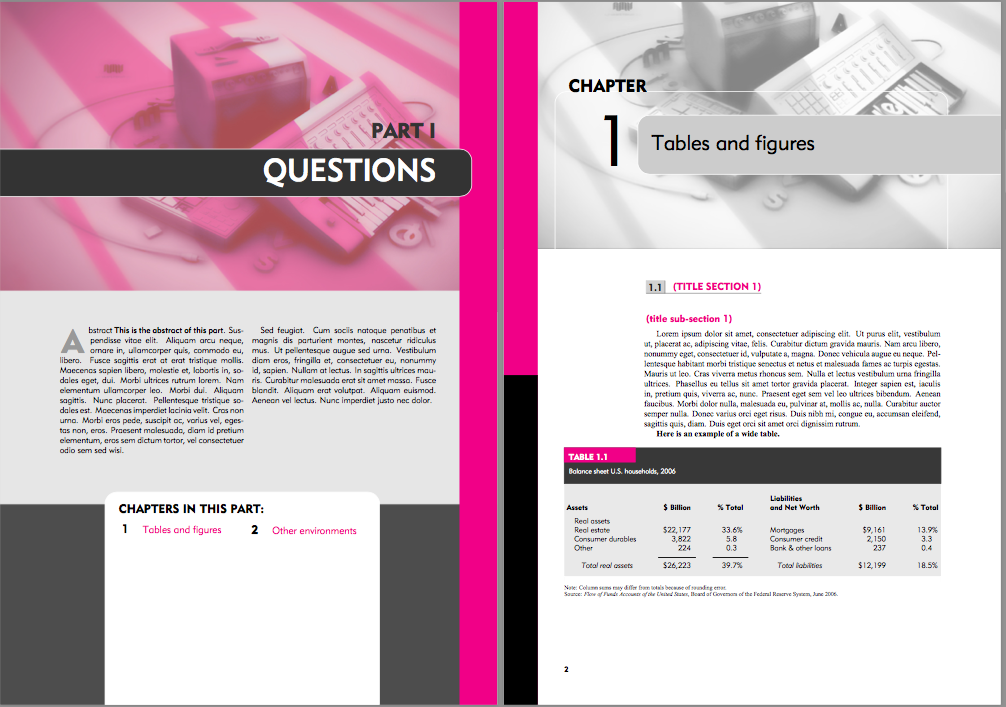 PART I
QUESTIONS
Abstract This is the abstract of this part. Sus-
pendisse vitae elit. Aliquam arcu neque,
ornare in, ullamcorper quis, commodo eu,
libero. Fusce sagittis erat at erat tristique mollis.
Maecenas sapien libero, molestie et, lobortis in, so-
dales eget, dui. Morbi ultrices rutrum lorem. Nam
elementum ullamcorper leo. Morbi dui. Aliquam
sagittis. Nunc placerat. Pellentesque tristique so-
dales est. Maecenas imperdiet lacinia velit. Cras non
urna. Morbi eros pede, suscipit ac, varius vel, eges-
tas non, eros. Praesent malesuada, diam id pretium
elementum, eros sem dictum tortor, vel consectetuer
odio sem sed wisi.
Sed feugiat. Cum sociis natoque penatibus et
magnis dis parturient montes, nascetur ridiculus
mus. Ut pellentesque augue sed urna. Vestibulum
diam eros, fringilla et, consectetuer eu, nonummy
id, sapien. Nullam at lectus. In sagittis ultrices mau-
ris. Curabitur malesuada erat sit amet massa. Fusce
blandit. Aliquam erat volutpat. Aliquam euismod.
Aenean vel lectus. Nunc imperdiet justo nec dolor.
CHAPTERS IN THIS PART:
1 Tables and figures 2 Other environments
CHAPTER
1 Tables and figures
1.1 (TITLE SECTION 1)
(title sub-section 1)
Lorem ipsum dolor sit amet, consectetuer adipiscing elit. Ut purus elit, vestibulum
ut, placerat ac, adipiscing vitae, felis. Curabitur dictum gravida mauris. Nam arcu libero,
nonummy eget, consectetuer id, vulputate a, magna. Donec vehicula augue eu neque. Pel-
lentesque habitant morbi tristique senectus et netus et malesuada fames ac turpis egestas.
Mauris ut leo. Cras viverra metus rhoncus sem. Nulla et lectus vestibulum urna fringilla
ultrices. Phasellus eu tellus sit amet tortor gravida placerat. Integer sapien est, iaculis
in, pretium quis, viverra ac, nunc. Praesent eget sem vel leo ultrices bibendum. Aenean
faucibus. Morbi dolor nulla, malesuada eu, pulvinar at, mollis ac, nulla. Curabitur auctor
semper nulla. Donec varius orci eget risus. Duis nibh mi, congue eu, accumsan eleifend,
sagittis quis, diam. Duis eget orci sit amet orci dignissim rutrum.
Here is an example of a wide table.
TABLE 1.1
Balance sheet U.S. households, 2006
Liabilities
Assets $ Billion % Total and Net Worth $ Billion % Total
Real assets
Real estate $22,177 33.6% Mortgages $9,161 13.9%
Consumer durables 3,822 5.8 Consumer credit 2,150 3.3
Other 224 0.3 Bank & other loans 237 0.4
Total real assets $26,223 39.7% Total liabilities $12,199 18.5%
Note: Column sums may differ from totals because of rounding error.
Source: Flow of Funds Accounts of the United States, Board of Governors of the Federal Reserve System, June 2006.
2